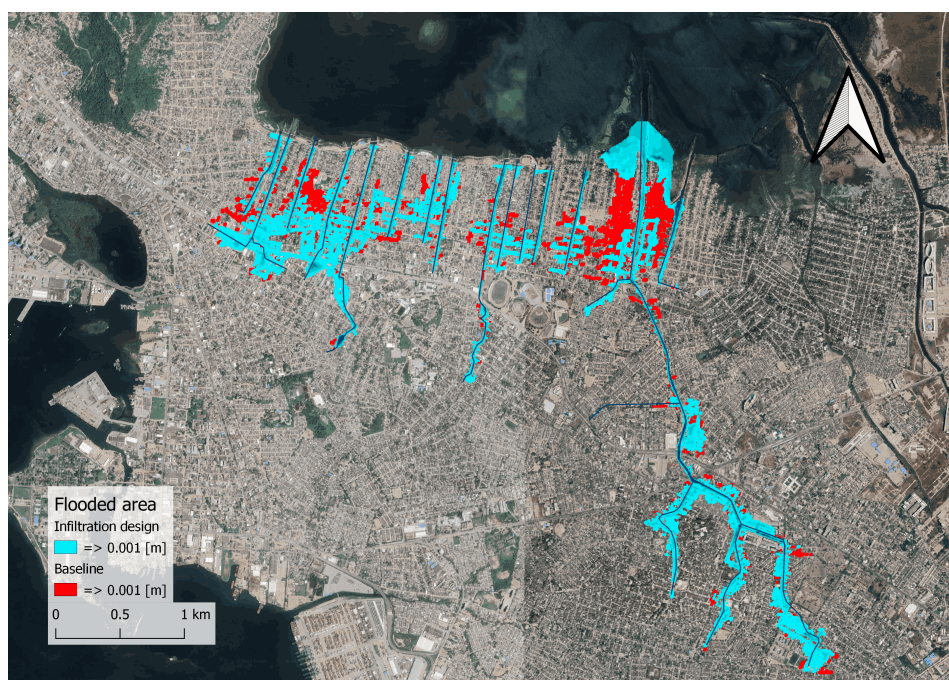 Flooded area
Infiltration design
=> 0.001 [m]
Baseline
=> 0.001 [m]
0 0.5 1 km